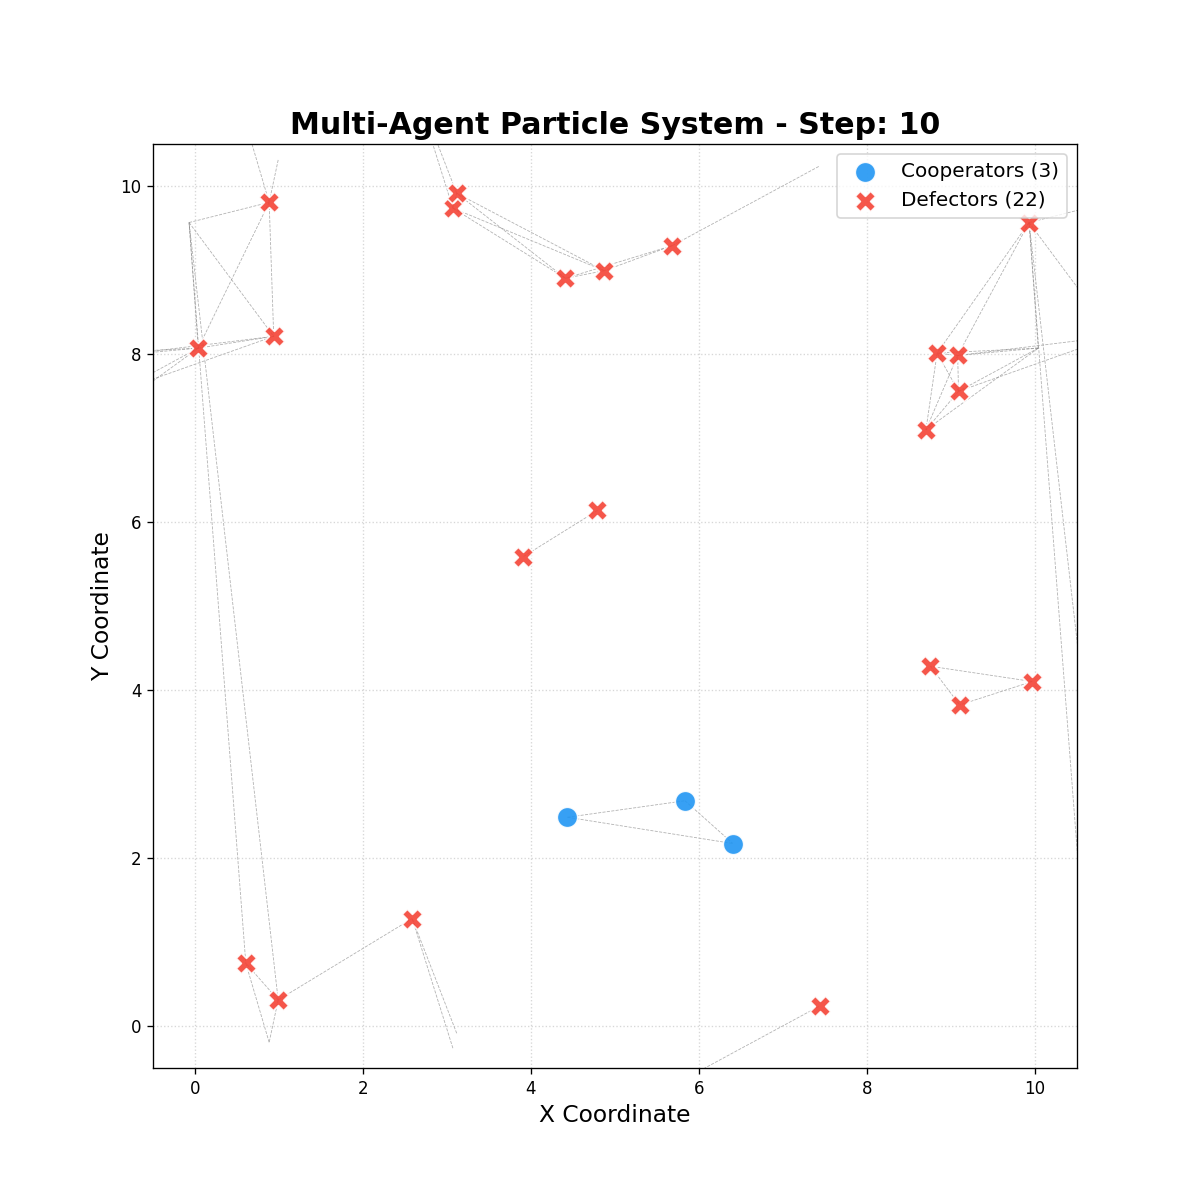 Multi-Agent Particle System - Step: 10
Cooperators (3)
Defectors (22)
Y Coordinate
10
8
6
4
2
0
0 2 4 6 8 10
X Coordinate